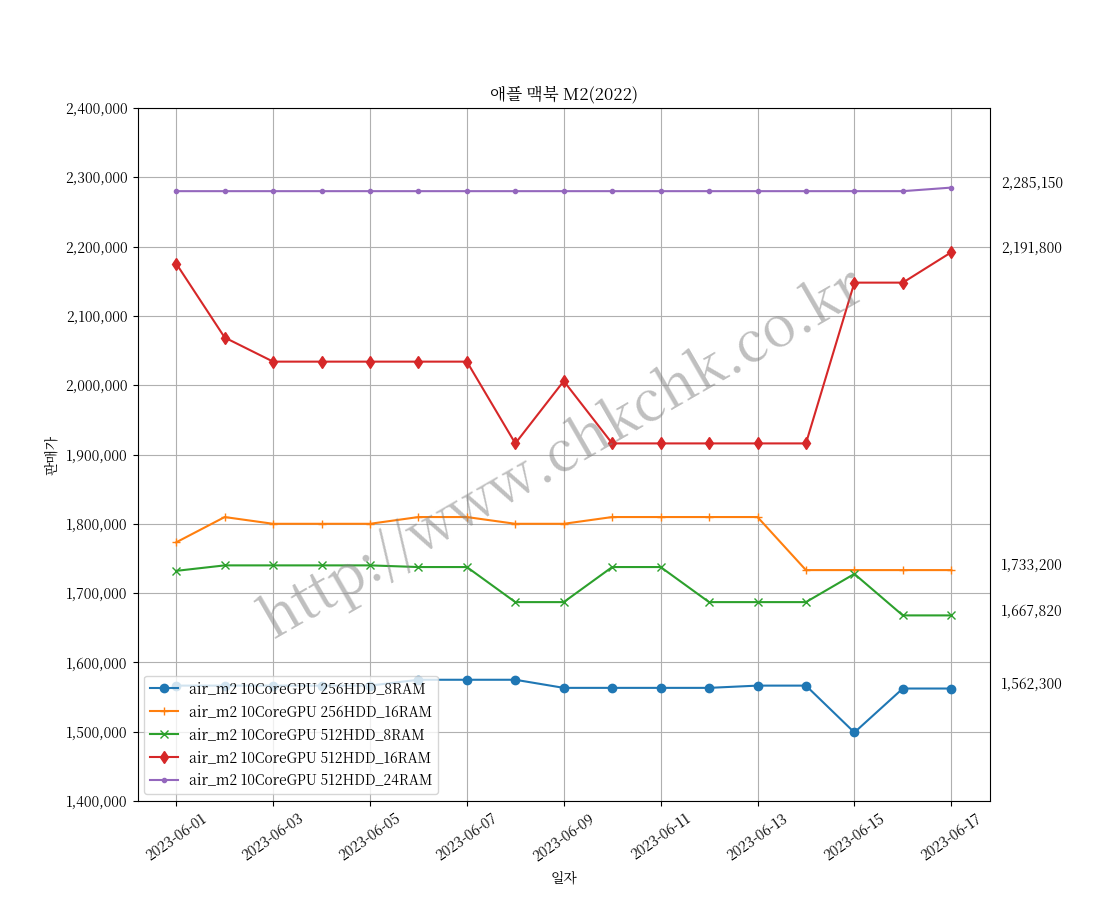 애플 맥북 M2(2022)
2,400,000
2,300,000
2,200,000
2,100,000
2,000,000
1,900,000
1,800,000
1,700,000
1,600,000
1,500,000
1,400,000
판매가
2,285,150
2,191,800
1,733,200
1,667,820
1,562,300
http://www.chkchk.co.kr
air_m2 10CoreGPU 256HDD_8RAM
air_m2 10CoreGPU 256HDD_16RAM
air_m2 10CoreGPU 512HDD_8RAM
air_m2 10CoreGPU 512HDD_16RAM
air_m2 10CoreGPU 512HDD_24RAM
2023-06-01
2023-06-03
2023-06-05
2023-06-07
2023-06-09
2023-06-11
2023-06-13
2023-06-15
2023-06-17
일자